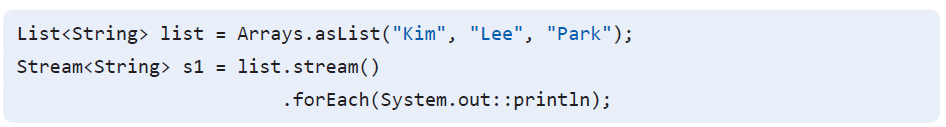 List<String> list = Arrays.asList("Kim", "Lee", "Park");
Stream<String> s1 = list.stream()
.forEach(System.out::println);